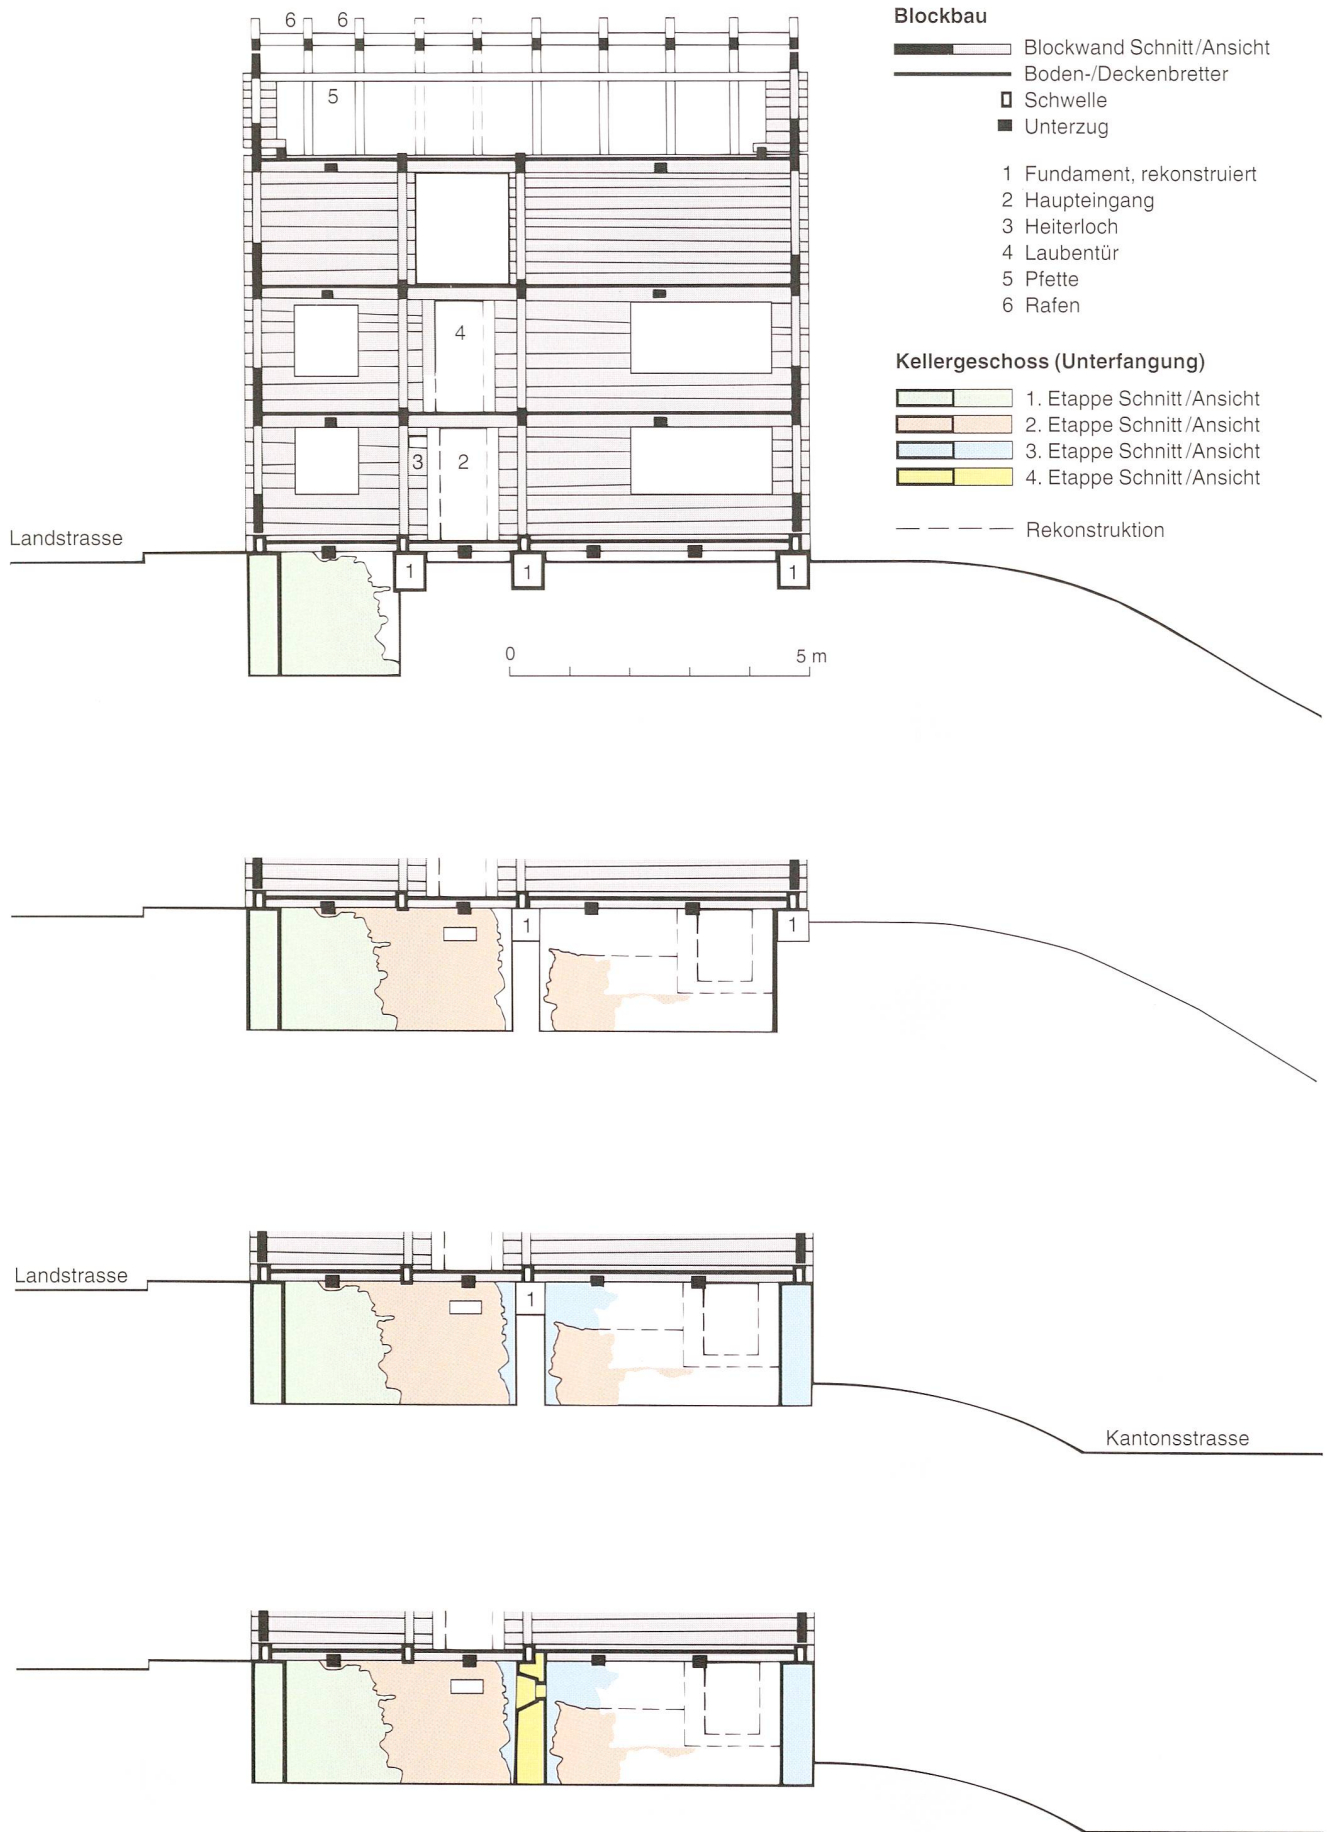 6 6
5
4
3 2
Landstrasse
1 1 1
0 5 m
Blockbau
Blockwand Schnitt/Ansicht
Boden-/Deckenbretter
Schwelle
Unterzug
1 Fundament, rekonstruiert
2 Haupteingang
3 Heiterloch
4 Laubentür
5 Pfette
6 Rafen
Kellergeschoss (Unterfangung)
1. Etappe Schnitt/Ansicht
2. Etappe Schnitt/Ansicht
3. Etappe Schnitt/Ansicht
4. Etappe Schnitt/Ansicht
Rekonstruktion
1 1
Landstrasse
1
Kantonsstrasse